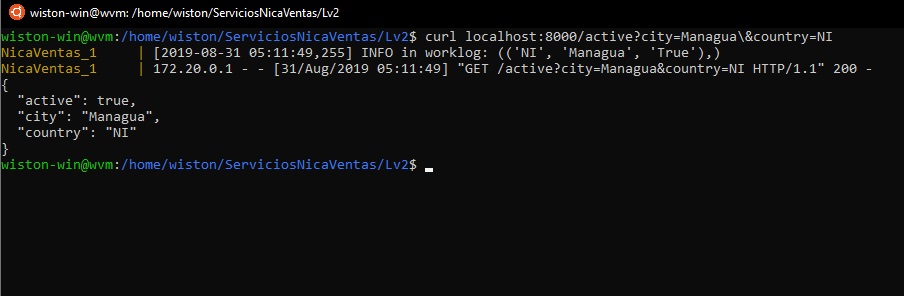 wiston-win@wvm: /home/wiston/ServiciosNicaVentas/Lv2
wiston-win@wvm:/home/wiston/ServiciosNicaVentas/Lv2$ curl localhost:8000/active?city=Managua\&country=NI
NicaVentas_1     | [2019-08-31 05:11:49,255] INFO in worklog: (('NI', 'Managua', 'True'),)
NicaVentas_1     | 172.20.0.1 - - [31/Aug/2019 05:11:49] "GET /active?city=Managua&country=NI HTTP/1.1" 200 -
{
  "active": true,
  "city": "Managua",
  "country": "NI"
}
wiston-win@wvm:/home/wiston/ServiciosNicaVentas/Lv2$